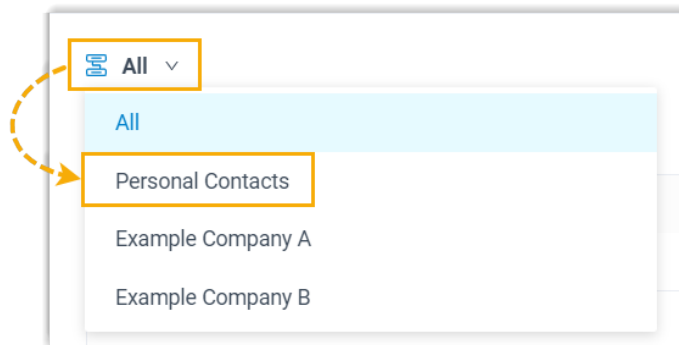 All
All
Personal Contacts
Example Company A
Example Company B